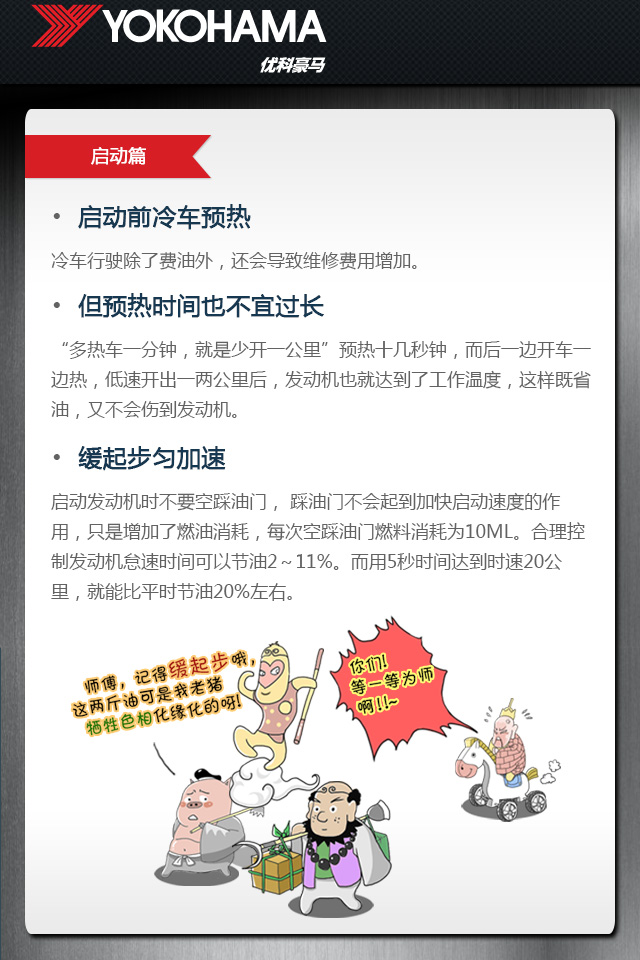 YOKOHAMA
优科豪马
启动篇
• 启动前冷车预热
冷车行驶除了费油外，还会导致维修费用增加。
• 但预热时间也不宜过长
“多热车一分钟，就是少开一公里”预热十几秒钟，而后一边开车一
边热，低速开出一两公里后，发动机也就达到了工作温度，这样既省
油，又不会伤到发动机。
• 缓起步匀加速
启动发动机时不要空踩油门， 踩油门不会起到加快启动速度的作
用，只是增加了燃油消耗，每次空踩油门燃料消耗为10ML。合理控
制发动机怠速时间可以节油2～11%。而用5秒时间达到时速20公
里，就能比平时节油20%左右。
师傅，记得缓起步哦，
这两斤油可是我老猪
牺牲色相化缘化的呀!
你们!
等一等为师
啊!!~